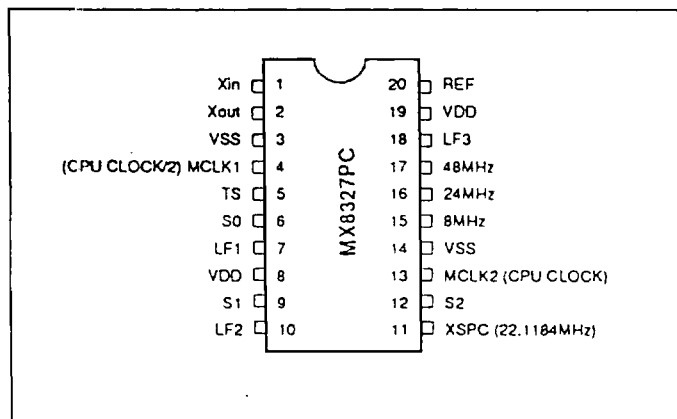 Xin 1 20 REF
Xout 2 19 VDD
VSS 3 18 LF3
(CPU CLOCK/2) MCLK1 4 17 48MHz
TS 5 16 24MHz
S0 6 15 8MHz
LF1 7 14 VSS
VDD 8 13 MCLK2 (CPU CLOCK)
S1 9 12 S2
LF2 10 11 XSPC (22.1184MHz)
MX8327PC